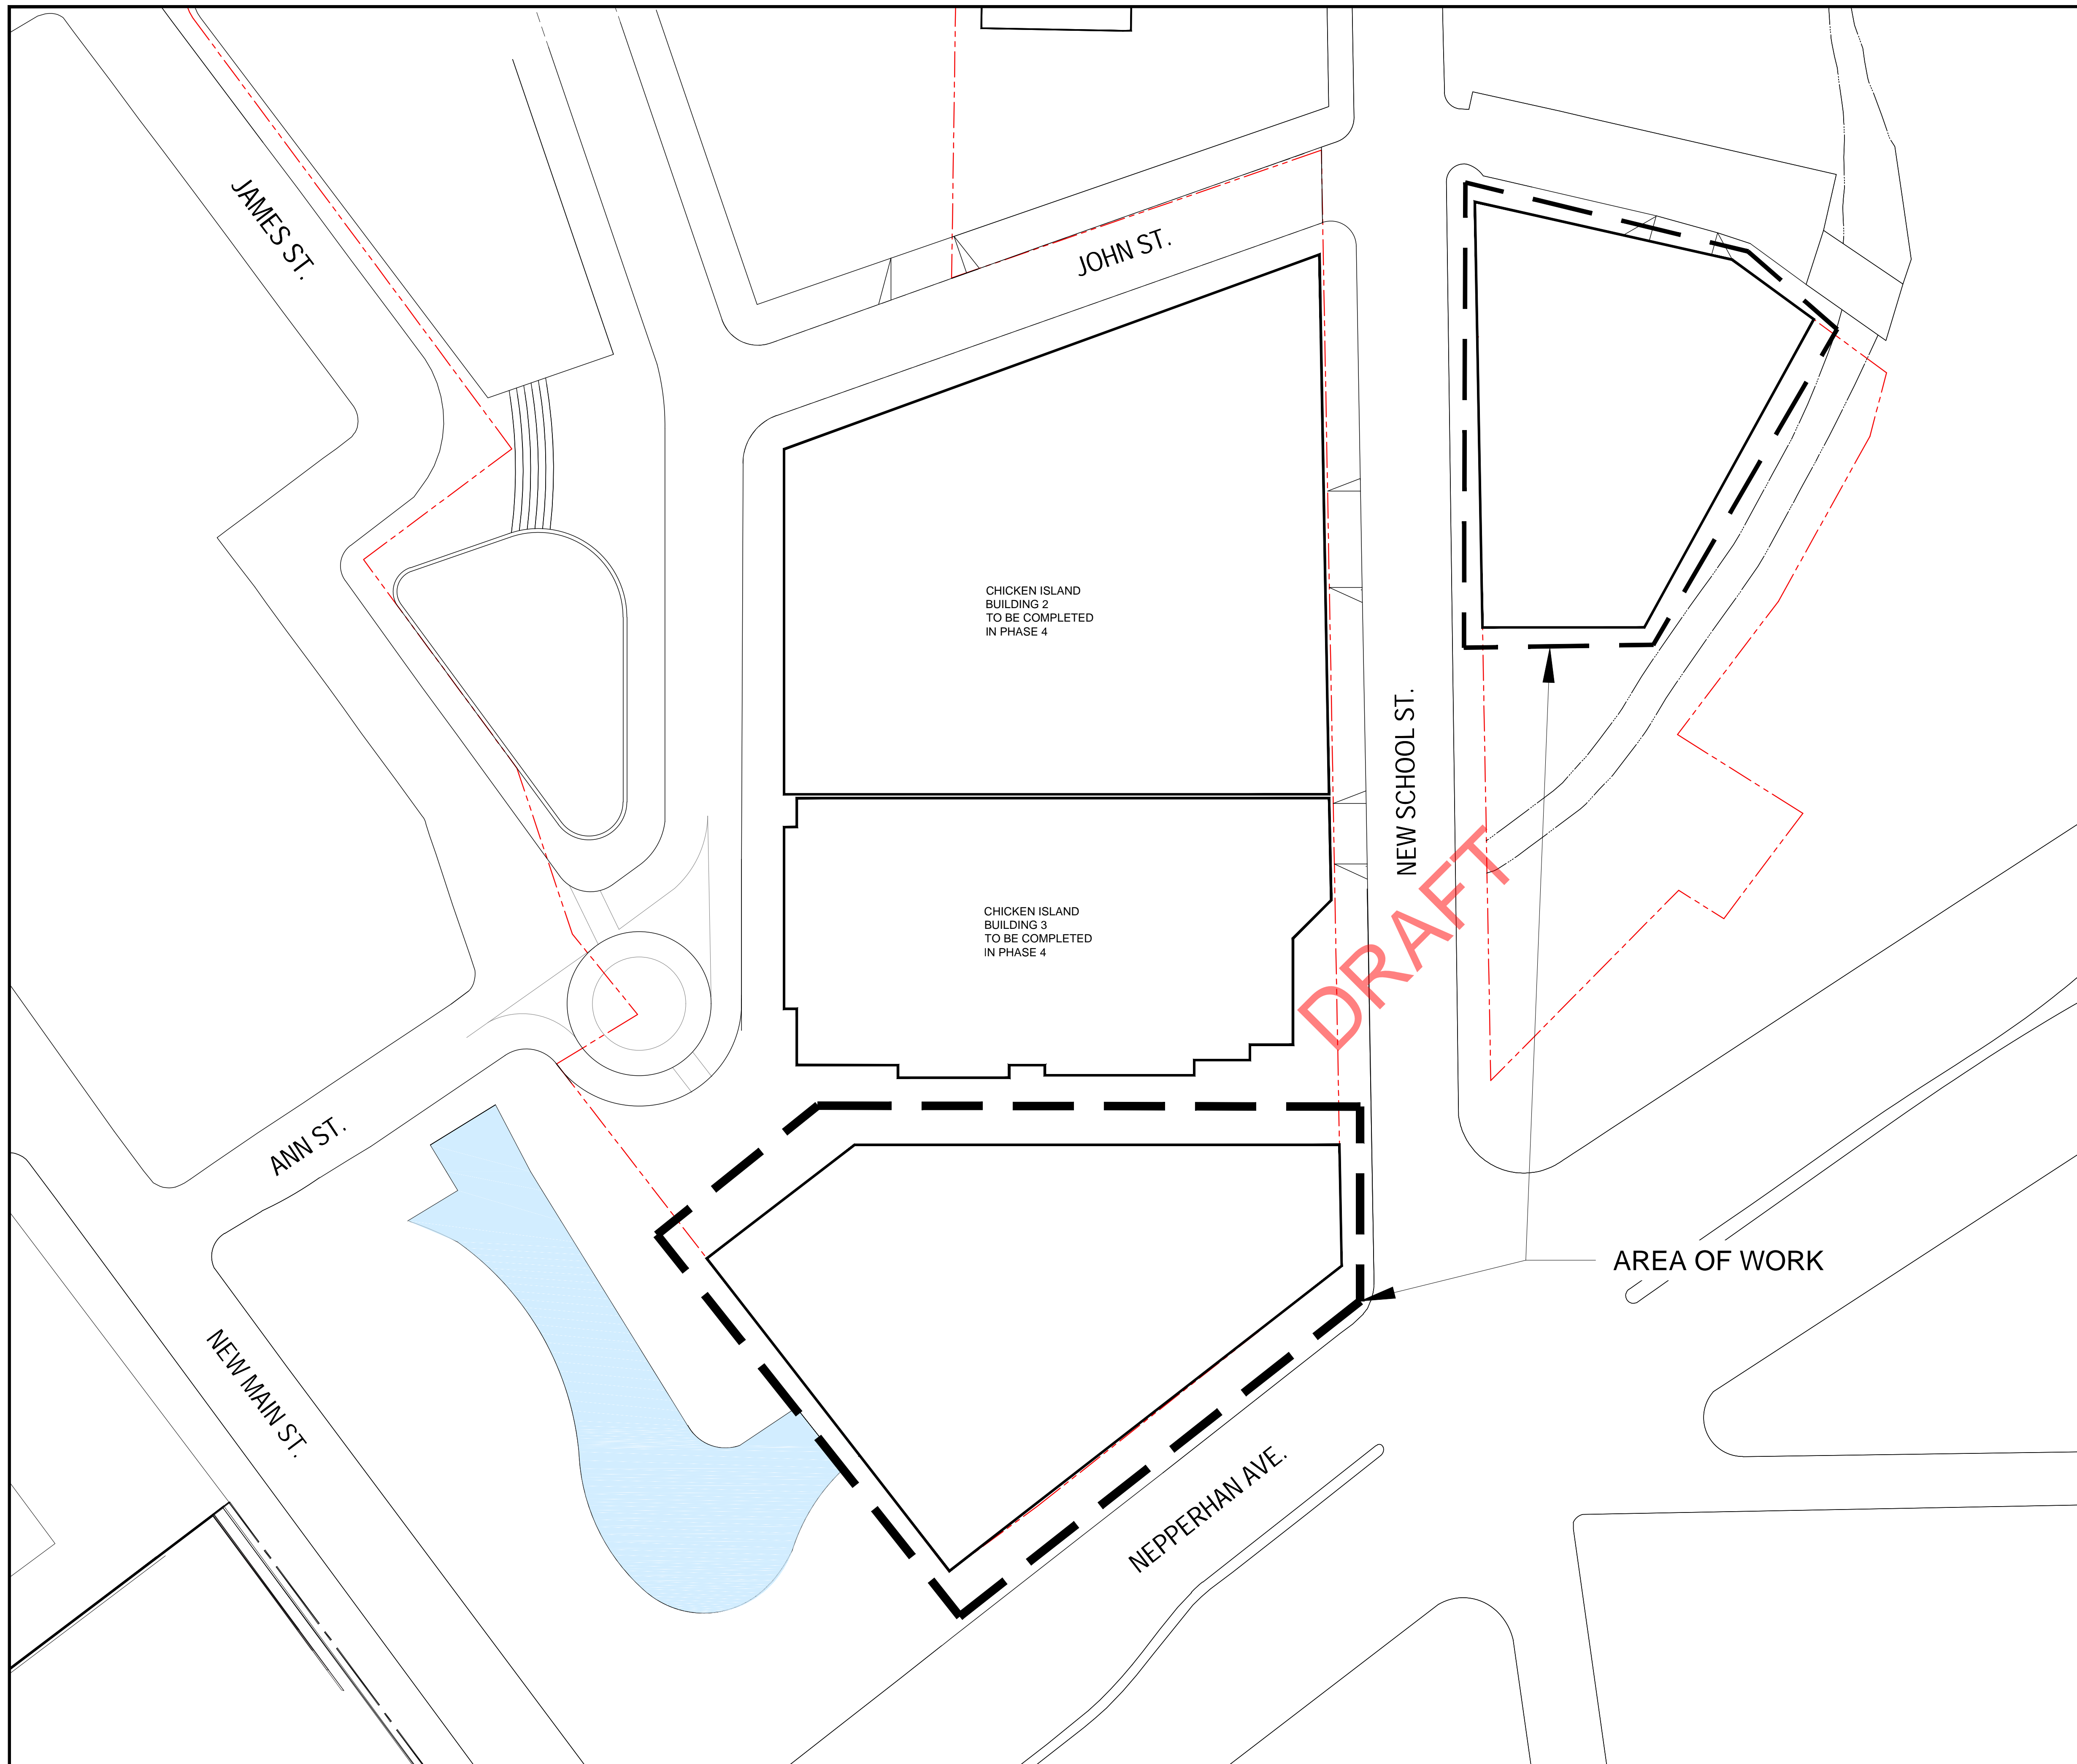 JAMES ST.
JOHN ST.
CHICKEN ISLAND
BUILDING 2
TO BE COMPLETED
IN PHASE 4
NEW SCHOOL ST.
DRAFT
CHICKEN ISLAND
BUILDING 3
TO BE COMPLETED
IN PHASE 4
ANN ST.
AREA OF WORK
NEW MAIN ST.
NEPPERHAN AVE.